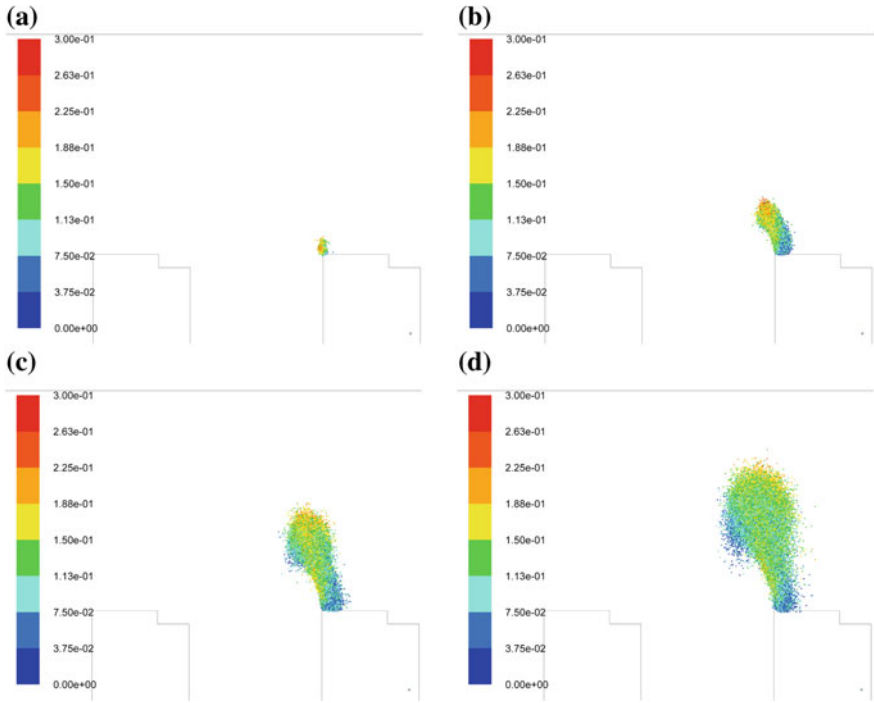 (a)
3.00e-01
2.63e-01
2.25e-01
1.88e-01
1.50e-01
1.13e-01
7.50e-02
3.75e-02
0.00e+00
(b)
3.00e-01
2.63e-01
2.25e-01
1.88e-01
1.50e-01
1.13e-01
7.50e-02
3.75e-02
0.00e+00
(c)
3.00e-01
2.63e-01
2.25e-01
1.88e-01
1.50e-01
1.13e-01
7.50e-02
3.75e-02
0.00e+00
(d)
3.00e-01
2.63e-01
2.25e-01
1.88e-01
1.50e-01
1.13e-01
7.50e-02
3.75e-02
0.00e+00